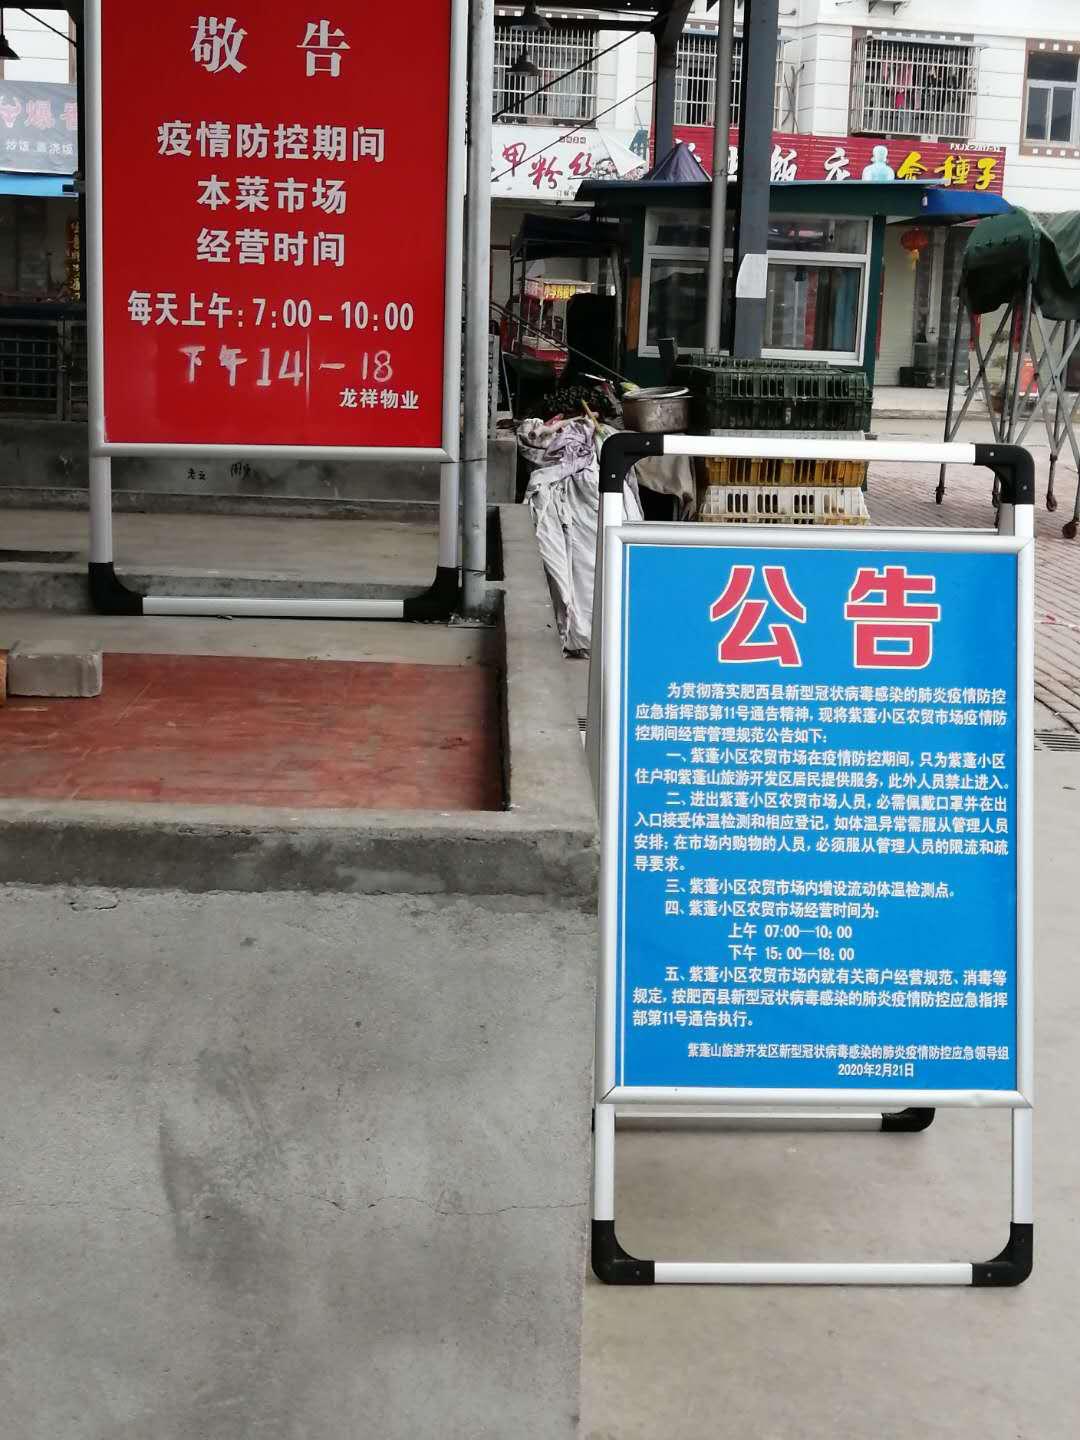 敬 告
疫情防控期间
本菜市场
经营时间
每天上午:7:00-10:00
下午14-18
龙祥物业
甲粉丝
金種子
公告
为贯彻落实肥西县新型冠状病毒感染的肺炎疫情防控
应急指挥部第11号通告精神，现将紫蓬小区农贸市场疫情防
控期间经营管理规范公告如下：
一、紫蓬小区农贸市场在疫情防控期间，只为紫蓬小区
住户和紫蓬山旅游开发区居民提供服务，此外人员禁止进入。
二、进出紫蓬小区农贸市场人员，必需佩戴口罩并在出
入口接受体温检测和相应登记，如体温异常需服从管理人员
安排；在市场内购物的人员，必须服从管理人员的限流和疏
导要求。
三、紫蓬小区农贸市场内增设流动体温检测点。
四、紫蓬小区农贸市场经营时间为：
上午 07:00—10:00
下午 15:00—18:00
五、紫蓬小区农贸市场内就有关商户经营规范、消毒等
规定，按肥西县新型冠状病毒感染的肺炎疫情防控应急指挥
部第11号通告执行。
紫蓬山旅游开发区新型冠状病毒感染的肺炎疫情防控应急领导组
2020年2月21日